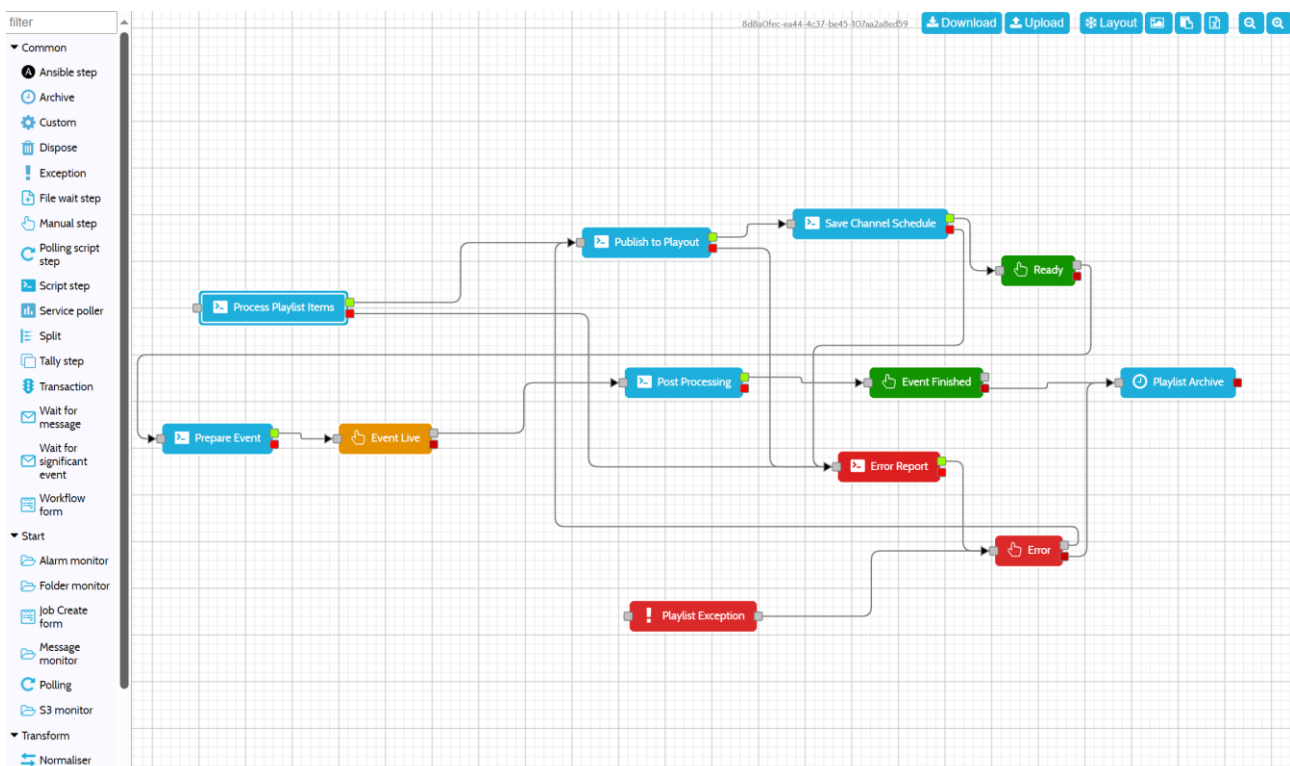 filter
8d8a0fec-ea44-4c37-be45-107aa2a8ed59
Download
Upload
Layout
Common
Ansible step
Archive
Custom
Dispose
Exception
File wait step
Manual step
Polling script
step
Script step
Service poller
Split
Tally step
Transaction
Wait for
message
Wait for
significant
event
Workflow
form
Start
Alarm monitor
Folder monitor
Job Create
form
Message
monitor
Polling
S3 monitor
Transform
Normaliser
Save Channel Schedule
Publish to Playout
Ready
Process Playlist Items
Post Processing
Event Finished
Playlist Archive
Prepare Event
Event Live
Error Report
Error
Playlist Exception